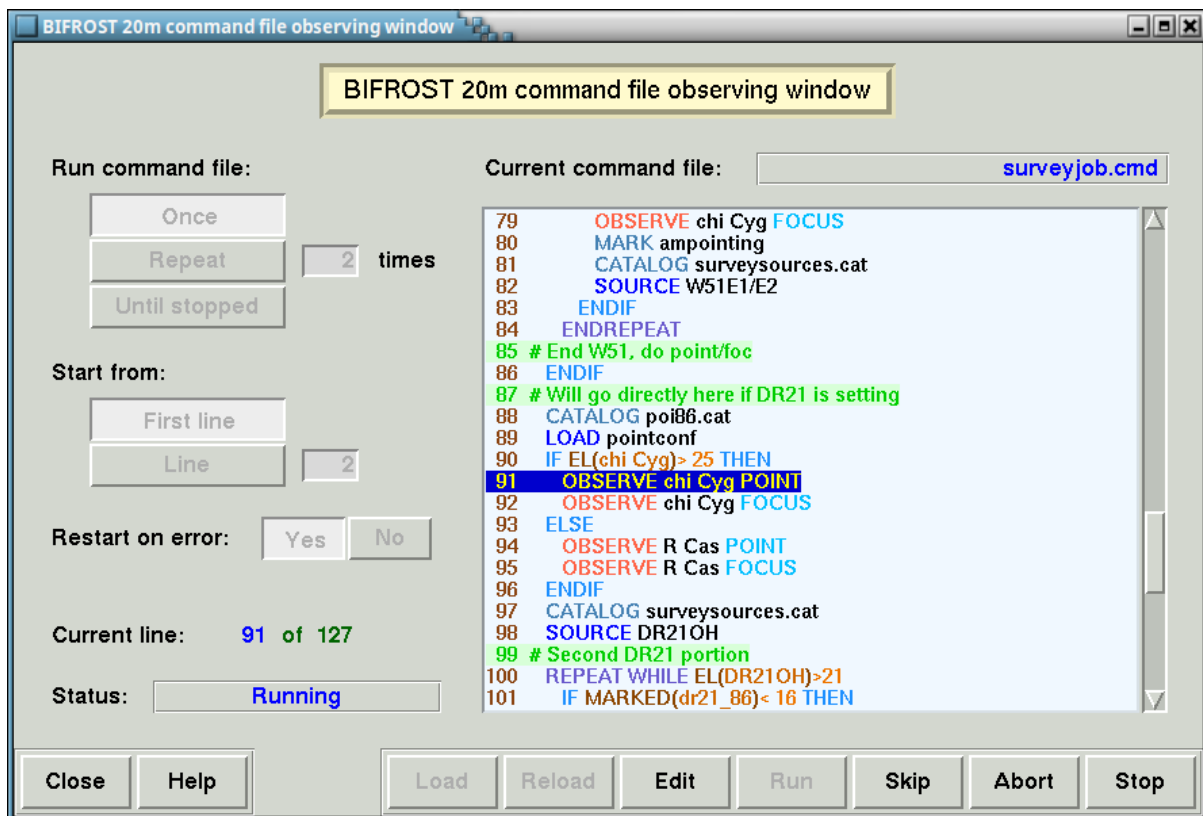 BIFROST 20m command file observing window
BIFROST 20m command file observing window
Run command file:
Once
Repeat 2 times
Until stopped
Start from:
First line
Line 2
Restart on error: Yes No
Current line: 91 of 127
Status: Running
Current command file: surveyjob.cmd
79 OBSERVE chi Cyg FOCUS
80 MARK ampointing
81 CATALOG surveysources.cat
82 SOURCE W51E1/E2
83 ENDIF
84 ENDREPEAT
85 # End W51, do point/foc
86 ENDIF
87 # Will go directly here if DR21 is setting
88 CATALOG poi86.cat
89 LOAD pointconf
90 IF EL(chi Cyg)> 25 THEN
91 OBSERVE chi Cyg POINT
92 OBSERVE chi Cyg FOCUS
93 ELSE
94 OBSERVE R Cas POINT
95 OBSERVE R Cas FOCUS
96 ENDIF
97 CATALOG surveysources.cat
98 SOURCE DR21OH
99 # Second DR21 portion
100 REPEAT WHILE EL(DR21OH)>21
101 IF MARKED(dr21_86)< 16 THEN
Close Help Load Reload Edit Run Skip Abort Stop